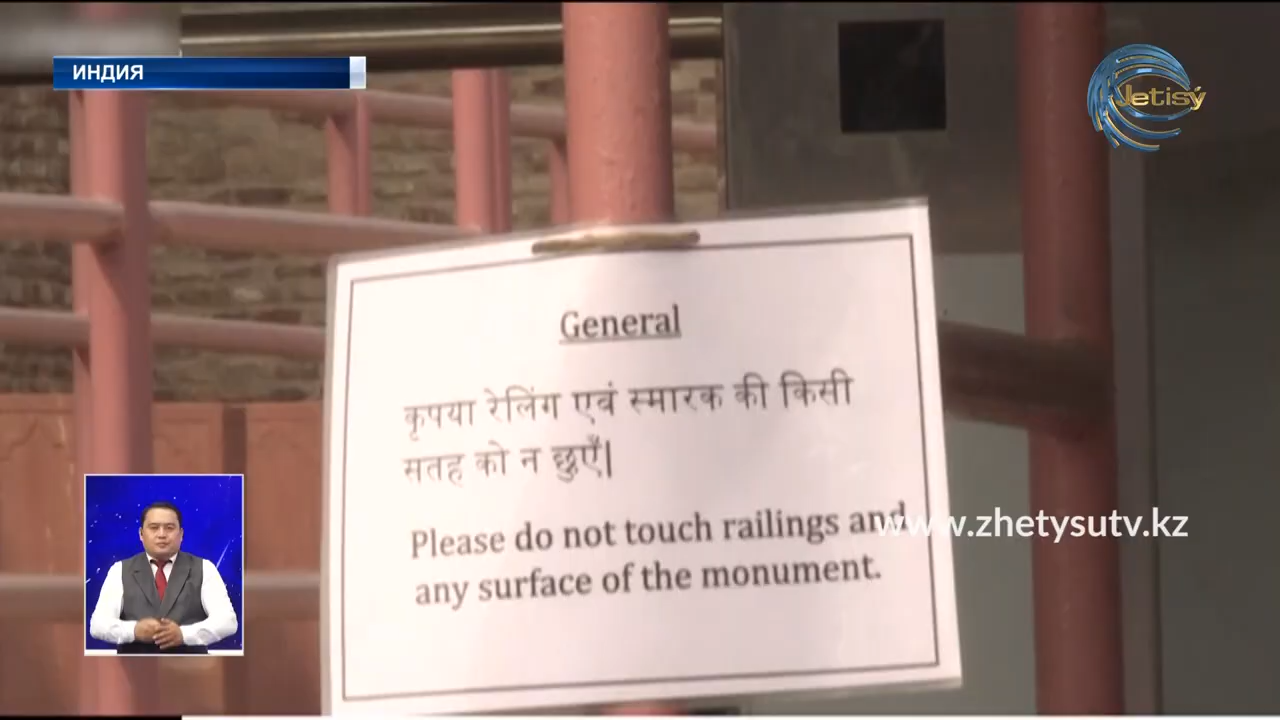 ИНДИЯ
Jetisý
General
कृपया रेलिंग एवं स्मारक की किसी
सतह को न छुएँ|
Please do not touch railings and
any surface of the monument.
www.zhetysutv.kz